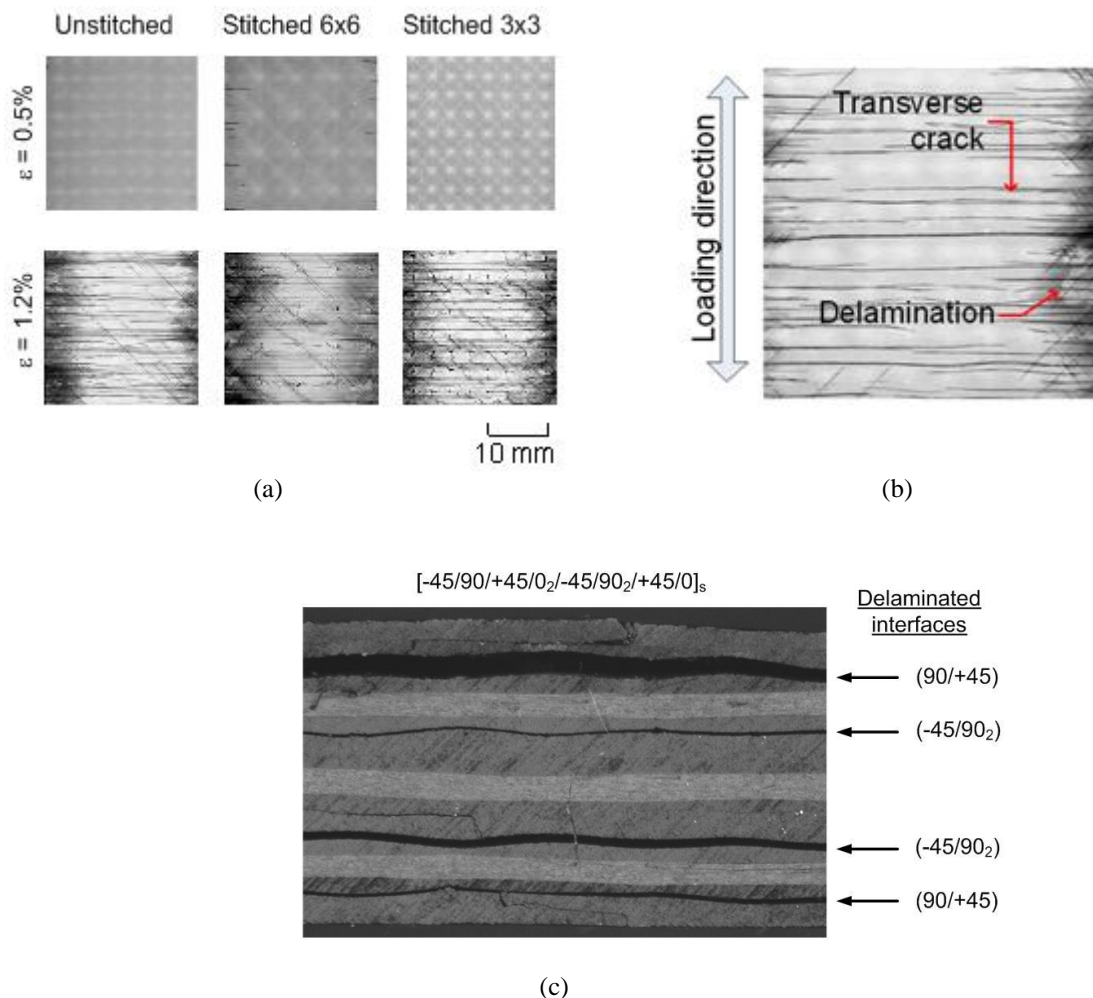 Unstitched Stitched 6x6 Stitched 3x3
ε = 0.5%
ε = 1.2%
10 mm
(a)
Loading direction
Transverse
crack
Delamination
(b)
[-45/90/+45/0₂/-45/90₂/+45/0]ₛ
Delaminated
interfaces
(90/+45)
(-45/90₂)
(-45/90₂)
(90/+45)
(c)